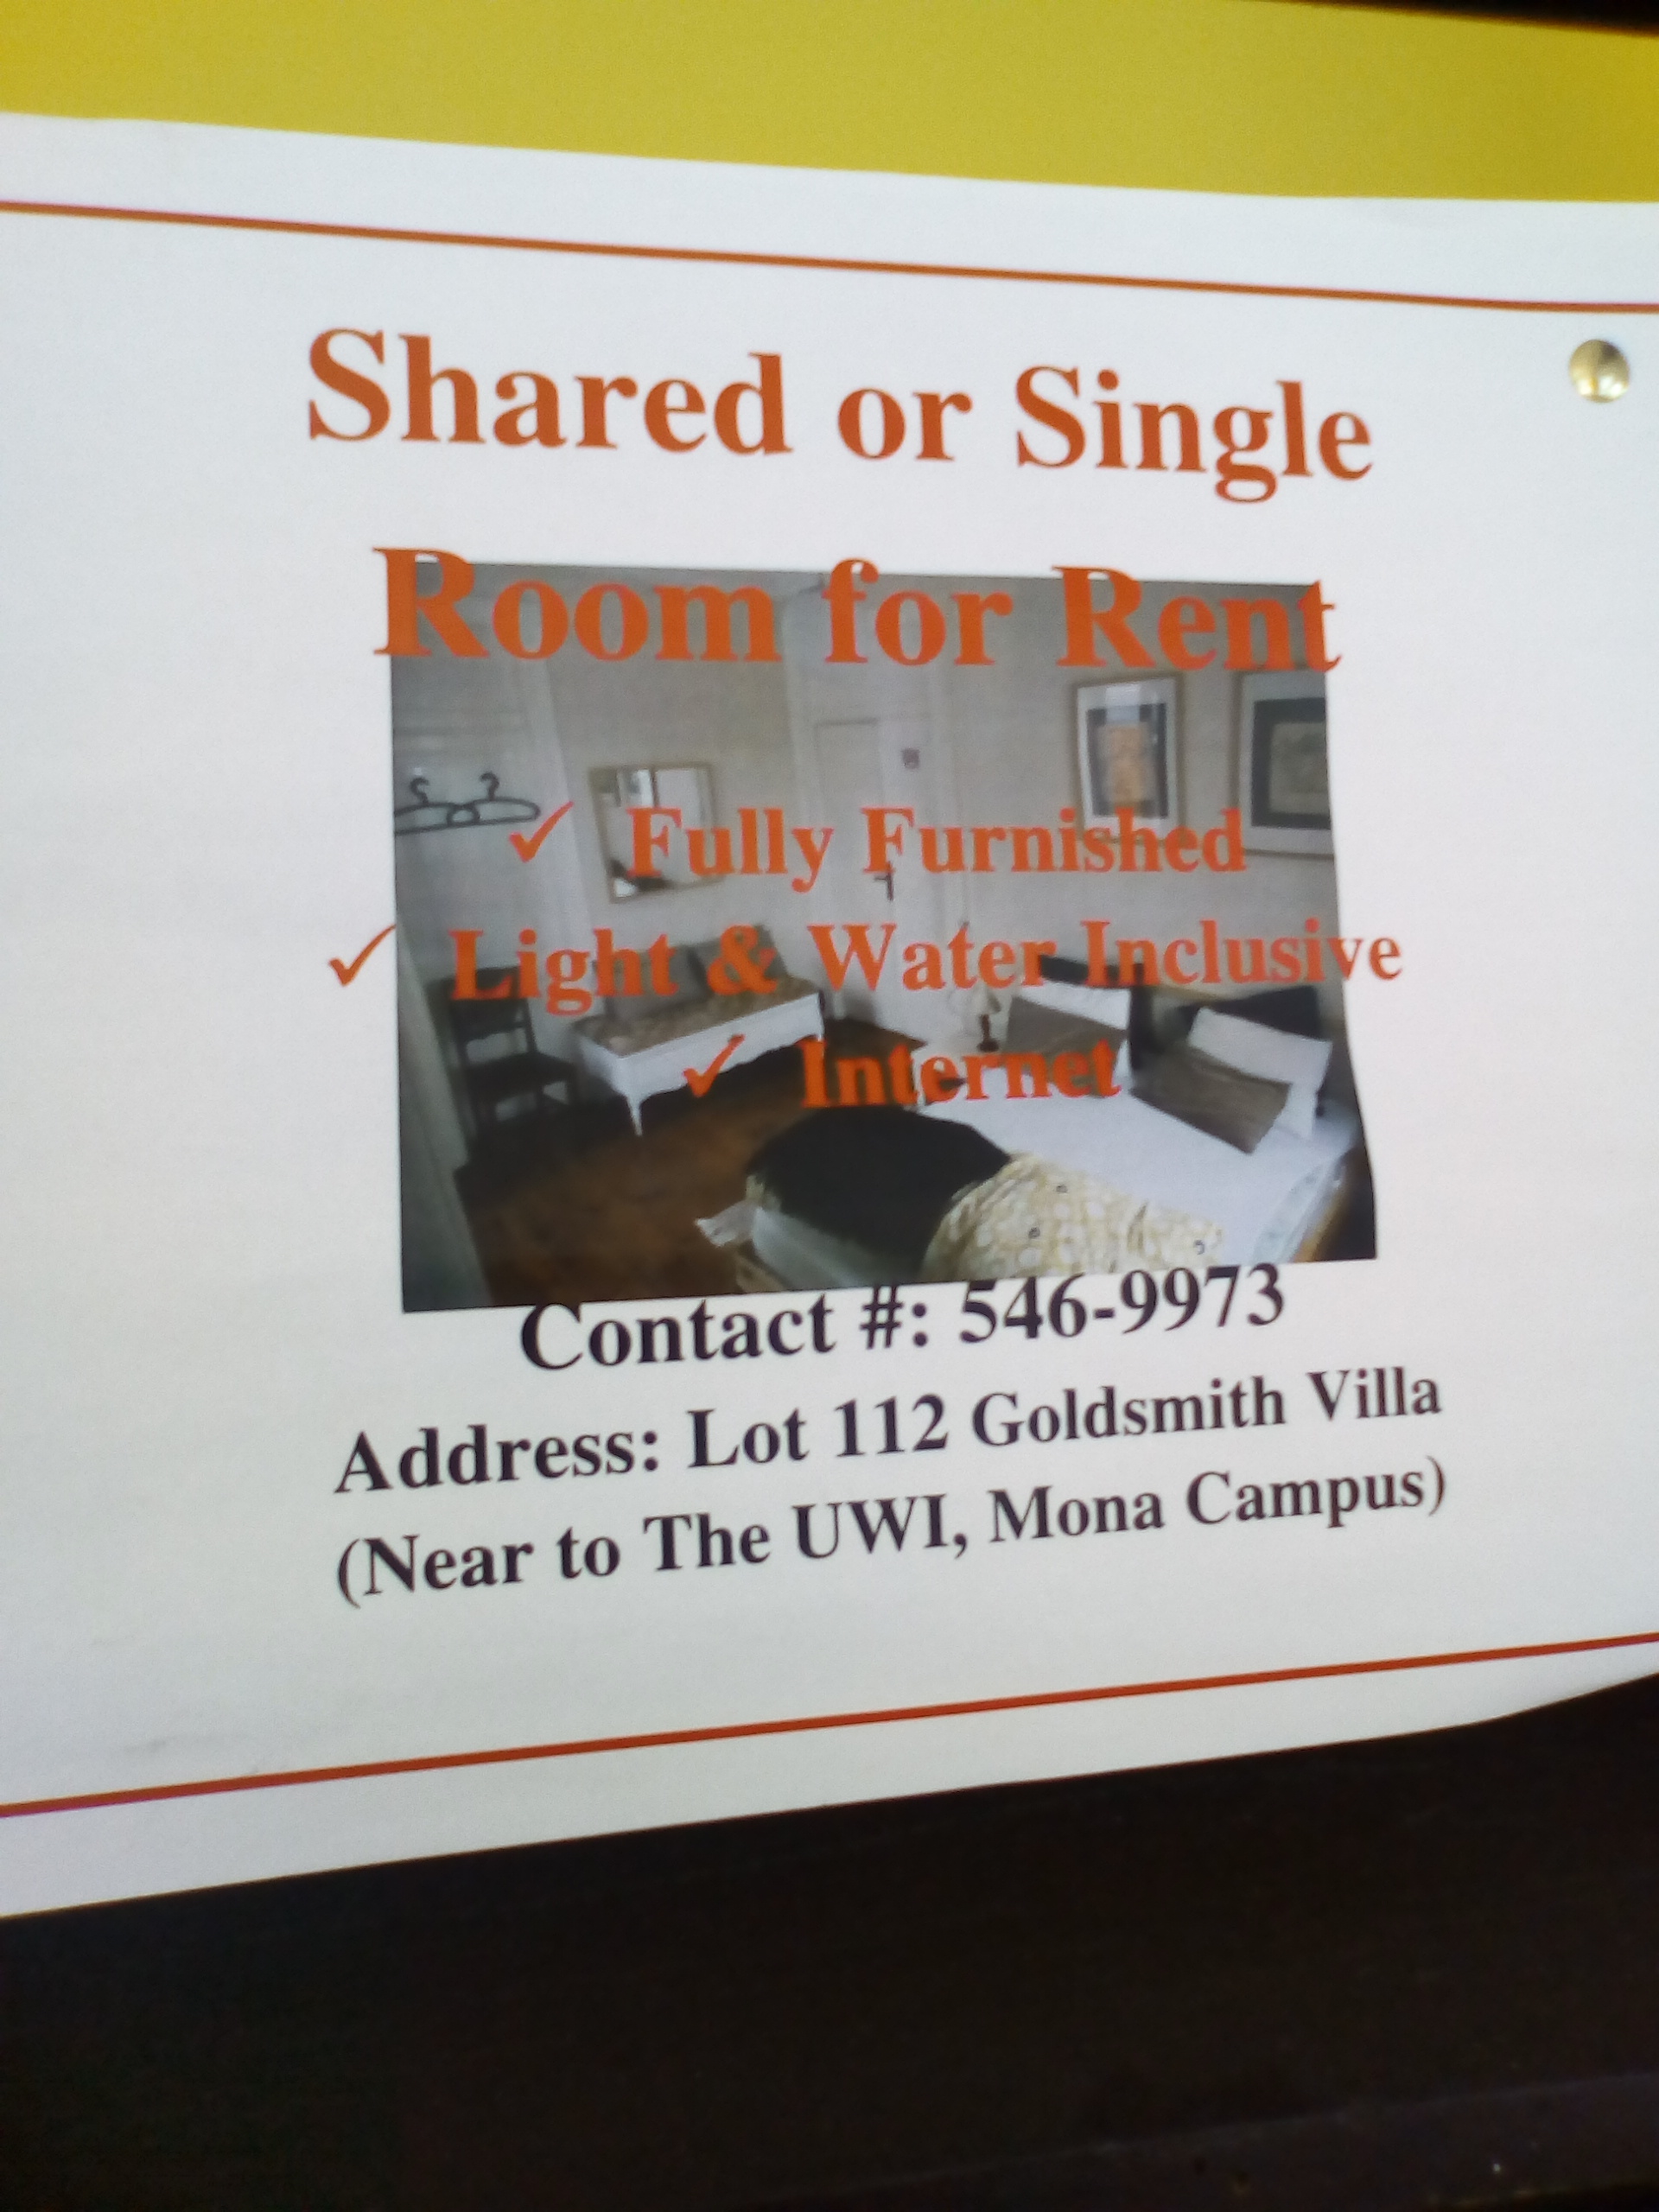 Shared or Single
Room for Rent
✓ Fully Furnished
✓ Light & Water Inclusive
✓ Internet
Contact #: 546-9973
Address: Lot 112 Goldsmith Villa
(Near to The UWI, Mona Campus)